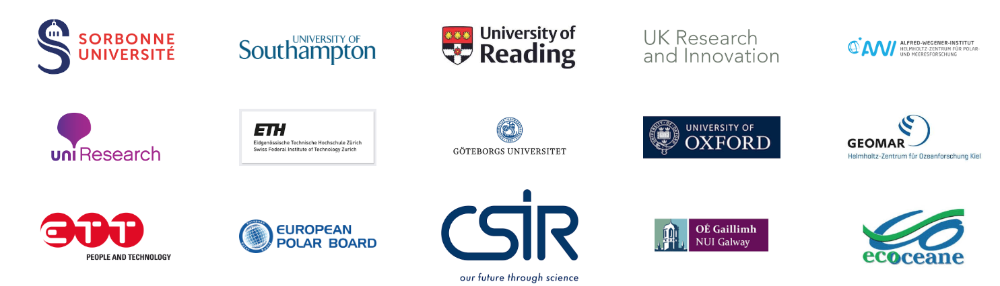 SORBONNE
UNIVERSITÉ
UNIVERSITY OF
Southampton
University of
Reading
UK Research
and Innovation
AWI
ALFRED-WEGENER-INSTITUT
HELMHOLTZ-ZENTRUM FÜR POLAR-
UND MEERESFORSCHUNG
uni Research
ETH
Eidgenössische Technische Hochschule Zürich
Swiss Federal Institute of Technology Zurich
GÖTEBORGS UNIVERSITET
UNIVERSITY OF
OXFORD
GEOMAR
Helmholtz-Zentrum für Ozeanforschung Kiel
ETT
PEOPLE AND TECHNOLOGY
European
Polar Board
EUROPEAN
POLAR BOARD
CSIR
our future through science
OÉ Gaillimh
NUI Galway
ecoceane